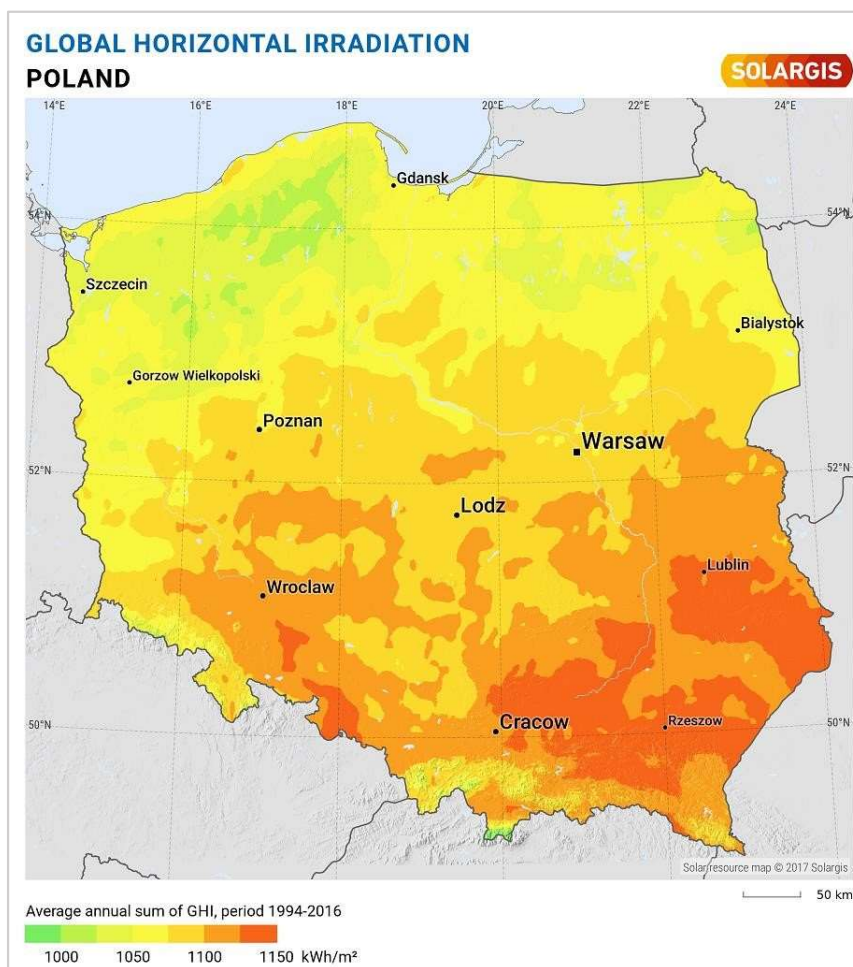 GLOBAL HORIZONTAL IRRADIATION
POLAND
SOLARGIS
14°E 16°E 18°E 20°E 22°E 24°E
Gdansk
54°N 54°N
Szczecin
Bialystok
Gorzow Wielkopolski
Poznan
Warsaw
52°N 52°N
Lodz
Lublin
Wroclaw
50°N 50°N
Cracow
Rzeszow
Solar resource map © 2017 Solargis
50 km
Average annual sum of GHI, period 1994-2016
1000 1050 1100 1150 kWh/m²